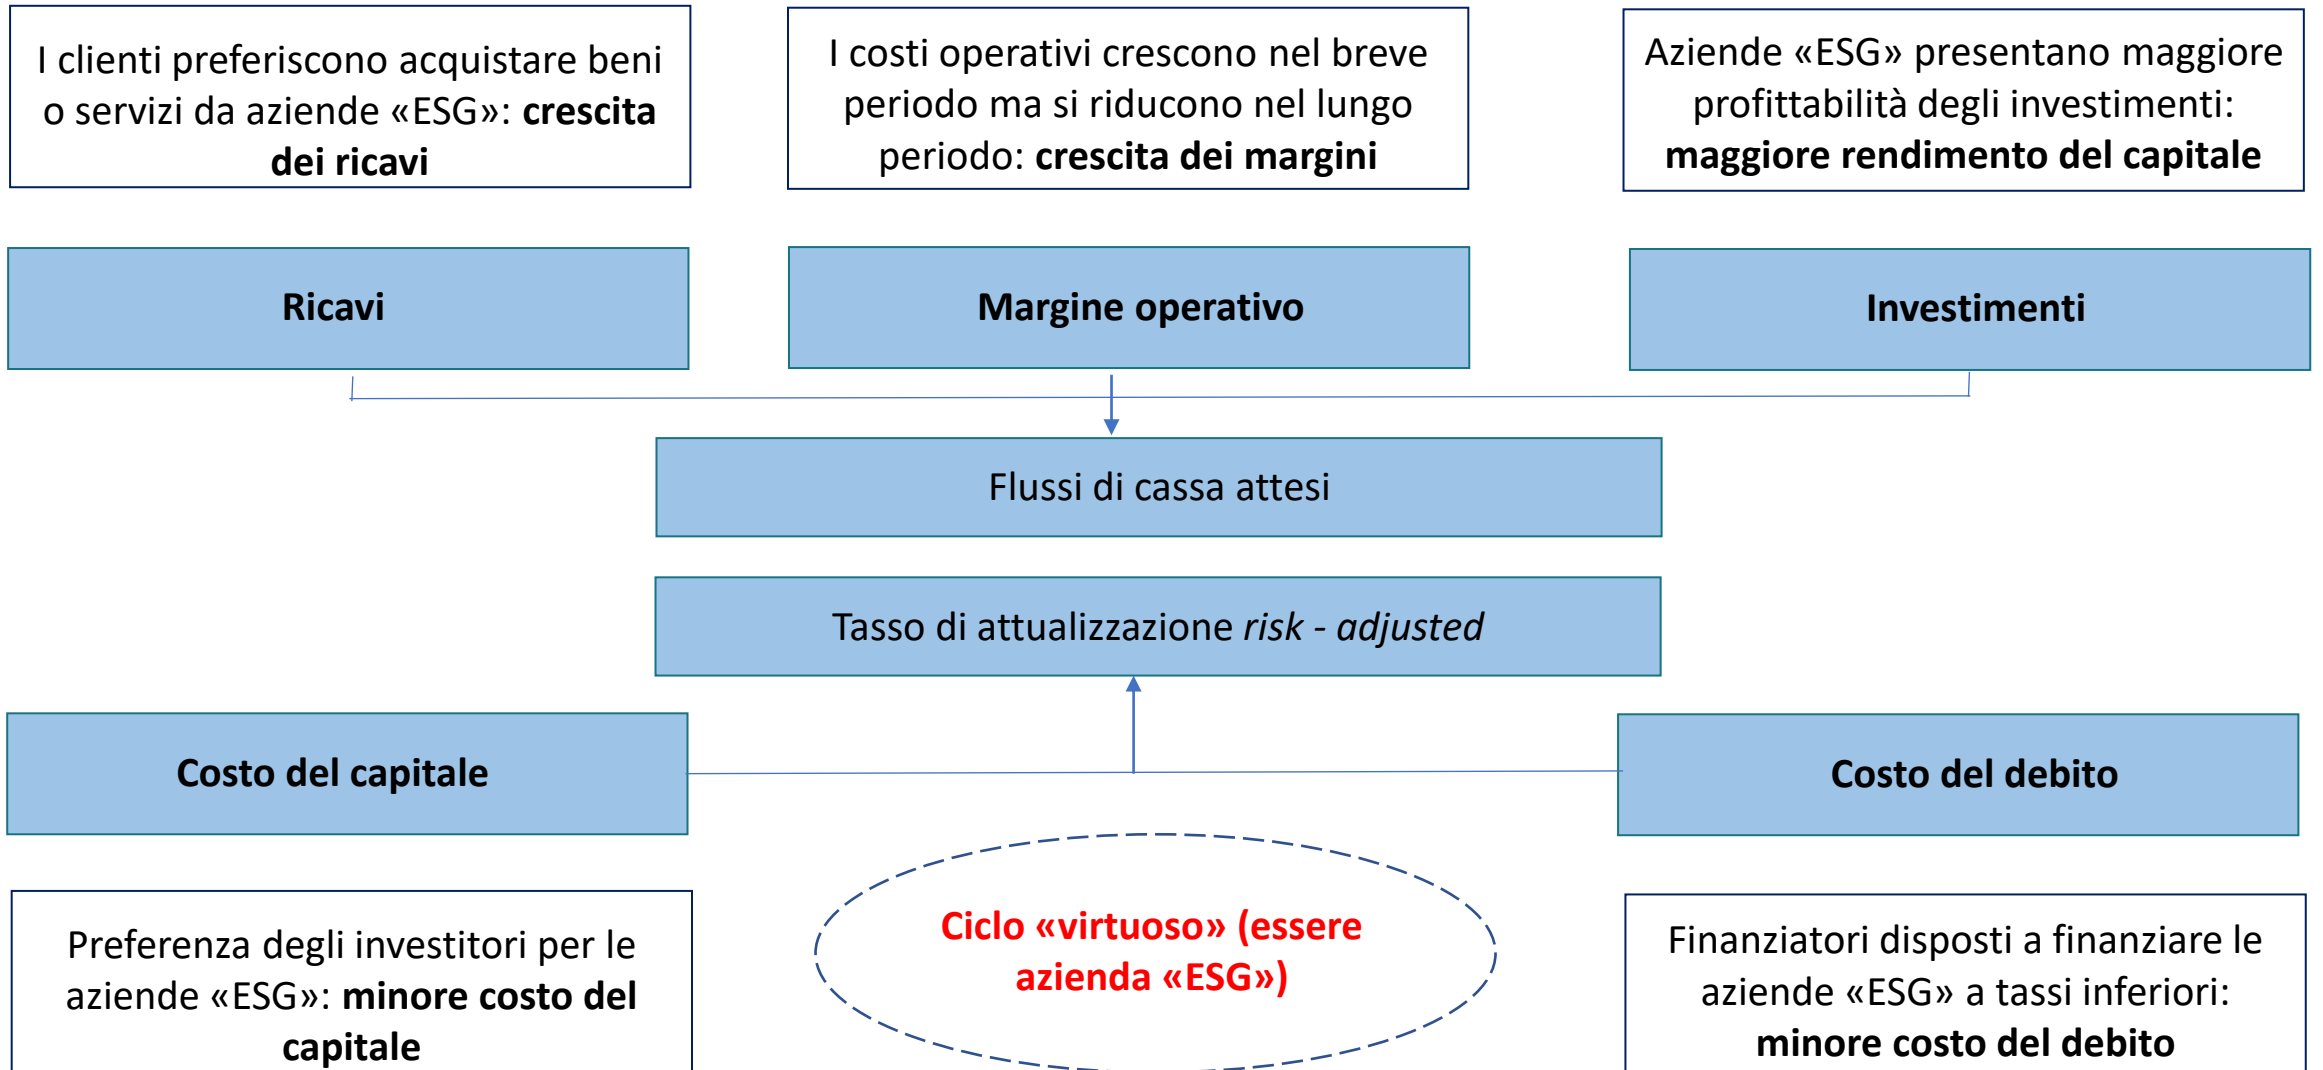 I clienti preferiscono acquistare beni
o servizi da aziende «ESG»: crescita
dei ricavi
I costi operativi crescono nel breve
periodo ma si riducono nel lungo
periodo: crescita dei margini
Aziende «ESG» presentano maggiore
profittabilità degli investimenti:
maggiore rendimento del capitale
Ricavi
Margine operativo
Investimenti
Flussi di cassa attesi
Tasso di attualizzazione risk - adjusted
Costo del capitale
Costo del debito
Preferenza degli investitori per le
aziende «ESG»: minore costo del
capitale
Ciclo «virtuoso» (essere
azienda «ESG»)
Finanziatori disposti a finanziare le
aziende «ESG» a tassi inferiori:
minore costo del debito